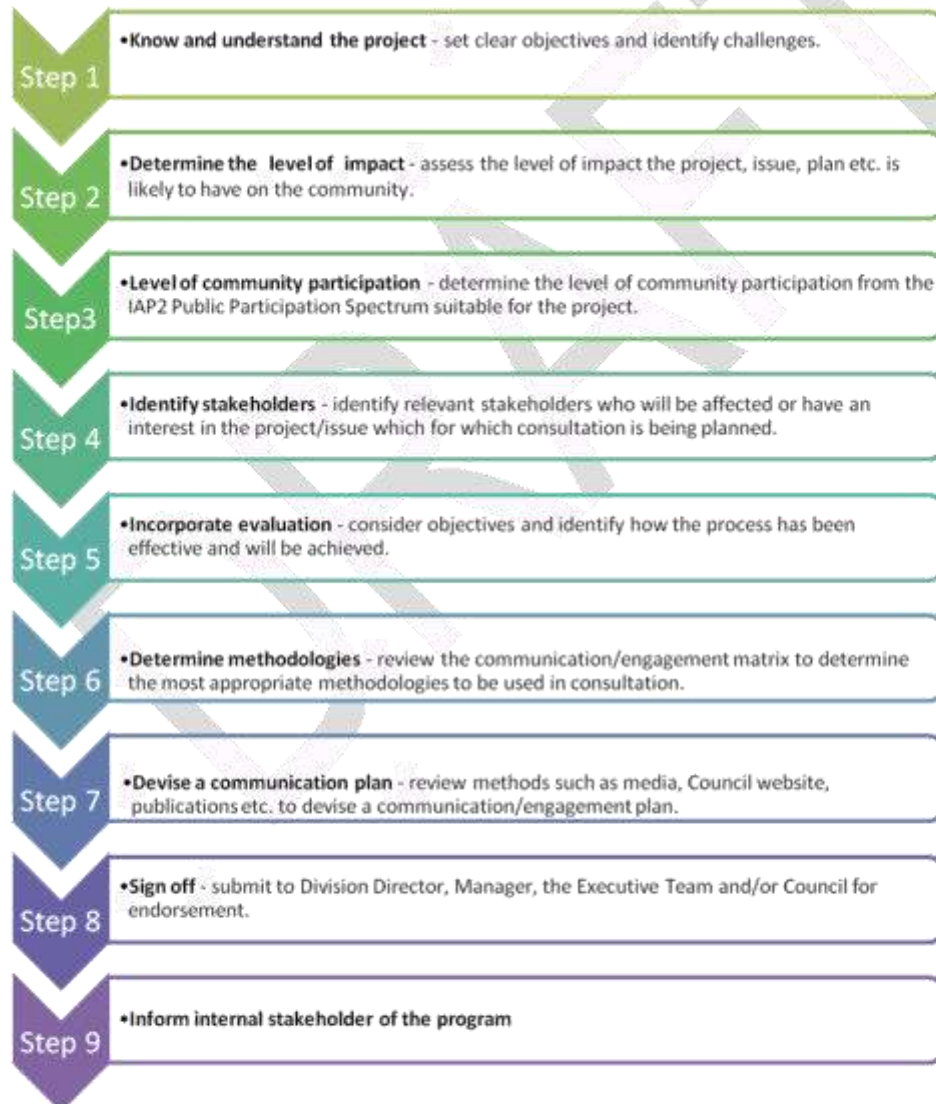 Step 1
•Know and understand the project - set clear objectives and identify challenges.
Step 2
•Determine the level of impact - assess the level of impact the project, issue, plan etc. is
likely to have on the community.
Step3
•Level of community participation - determine the level of community participation from the
IAP2 Public Participation Spectrum suitable for the project.
Step 4
•Identify stakeholders - identify relevant stakeholders who will be affected or have an
interest in the project/issue which for which consultation is being planned.
Step 5
•Incorporate evaluation - consider objectives and identify how the process has been
effective and will be achieved.
Step 6
•Determine methodologies - review the communication/engagement matrix to determine
the most appropriate methodologies to be used in consultation.
Step 7
•Devise a communication plan - review methods such as media, Council website,
publications etc. to devise a communication/engagement plan.
Step 8
•Sign off - submit to Division Director, Manager, the Executive Team and/or Council for
endorsement.
Step 9
•Inform internal stakeholder of the program
DRAFT